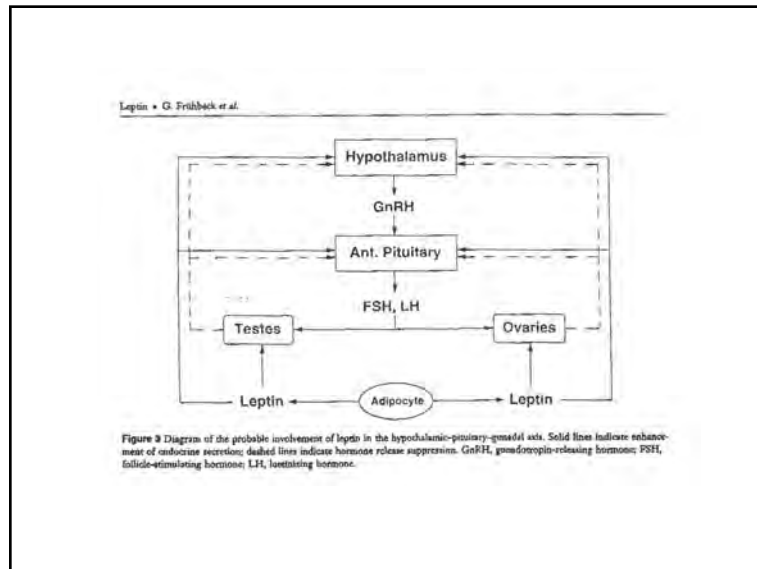 Leptin • G. Frühbeck et al.
Hypothalamus
GnRH
Ant. Pituitary
FSH, LH
Testes
Ovaries
Leptin
Adipocyte
Leptin
Figure 3 Diagram of the probable involvement of leptin in the hypothalamic-pituitary-gonadal axis. Solid lines indicate enhance-
ment of endocrine secretion; dashed lines indicate hormone release suppression. GnRH, gonadotropin-releasing hormone; FSH,
follicle-stimulating hormone; LH, luteinising hormone.